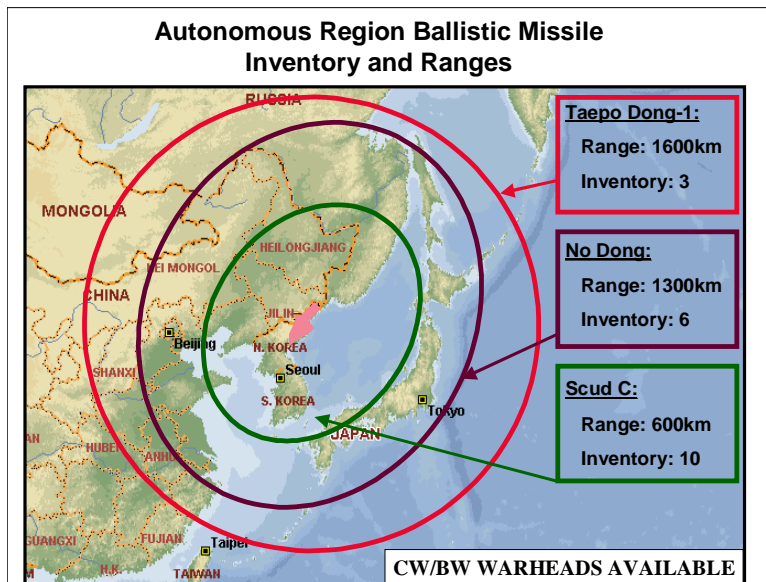 Autonomous Region Ballistic Missile
Inventory and Ranges
RUSSIA
Taepo Dong-1:
Range: 1600km
Inventory: 3
MONGOLIA
HEILONGJIANG
NEI MONGOL
No Dong:
Range: 1300km
Inventory: 6
CHINA
JILIN
Beijing
N. KOREA
SHANXI
Seoul
S. KOREA
Tokyo
JAPAN
Scud C:
Range: 600km
Inventory: 10
HUBEI
ANHUI
GUANGXI
FUJIAN
Taipei
H.K.
TAIWAN
CW/BW WARHEADS AVAILABLE